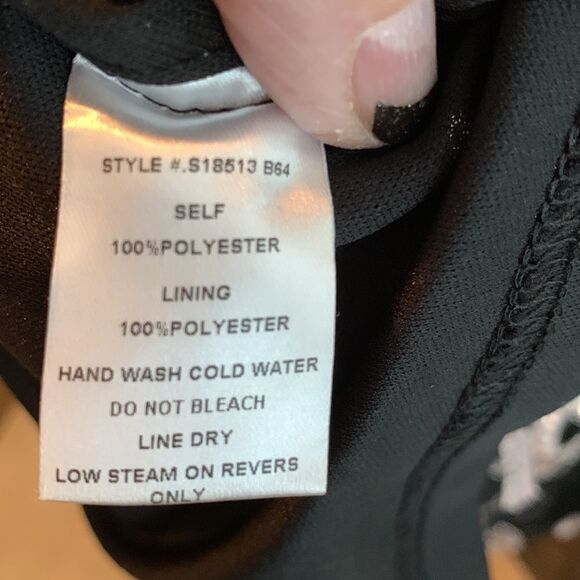 STYLE #.S18513 B64
SELF
100%POLYESTER
LINING
100%POLYESTER
HAND WASH COLD WATER
DO NOT BLEACH
LINE DRY
LOW STEAM ON REVERS
ONLY